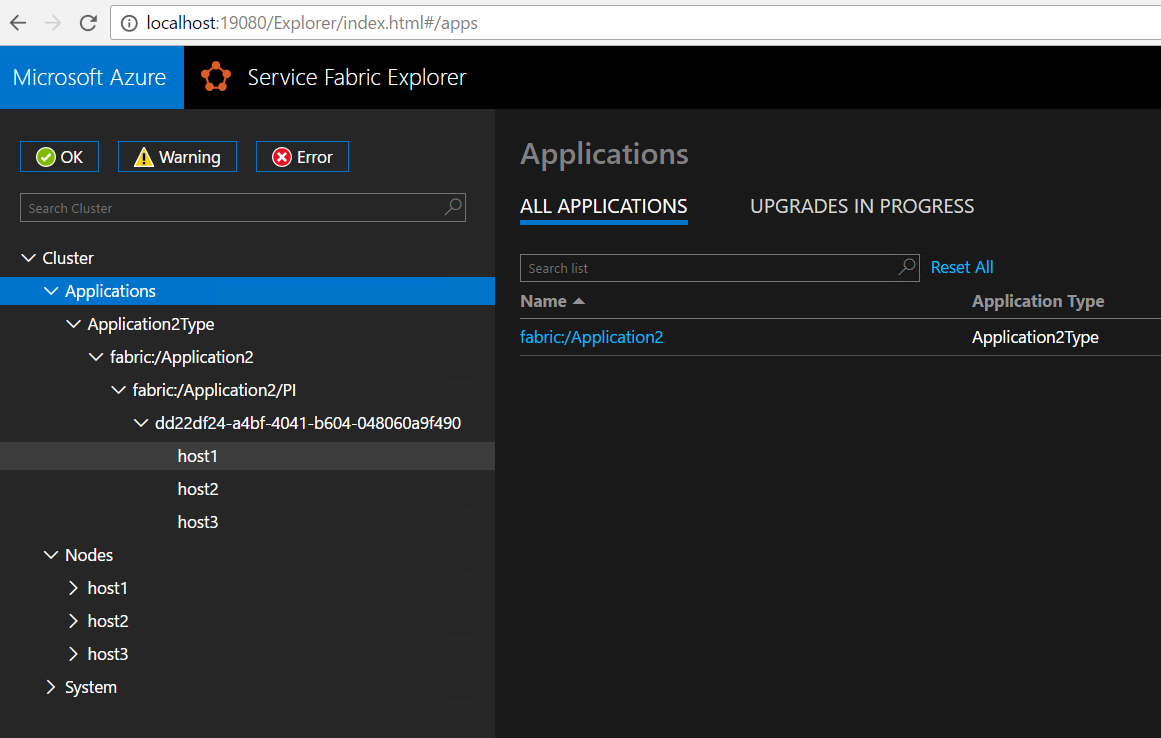 localhost:19080/Explorer/index.html#/apps
Microsoft Azure Service Fabric Explorer
OK Warning Error
Search Cluster
Cluster
Applications
Application2Type
fabric:/Application2
fabric:/Application2/PI
dd22df24-a4bf-4041-b604-048060a9f490
host1
host2
host3
Nodes
host1
host2
host3
System
Applications
ALL APPLICATIONS UPGRADES IN PROGRESS
Search list Reset All
Name Application Type
fabric:/Application2 Application2Type